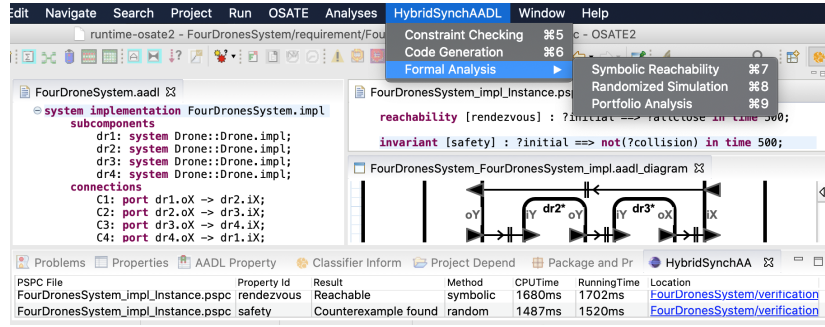 dit Navigate Search Project Run OSATE Analyses HybridSynchAADL Window Help
runtime-osate2 - FourDronesSystem/requirement/Fou
c - OSATE2
Constraint Checking ⌘5
Code Generation ⌘6
Formal Analysis ▶
Symbolic Reachability ⌘7
Randomized Simulation ⌘8
Portfolio Analysis ⌘9
FourDroneSystem.aadl
system implementation FourDronesSystem.impl
subcomponents
dr1: system Drone::Drone.impl;
dr2: system Drone::Drone.impl;
dr3: system Drone::Drone.impl;
dr4: system Drone::Drone.impl;
connections
C1: port dr1.oX -> dr2.iX;
C2: port dr2.oX -> dr3.iX;
C3: port dr3.oX -> dr4.iX;
C4: port dr4.oX -> dr1.iX;
FourDronesSystem_impl_Instance.ps
reachability [rendezvous] : ?initial ==> ?allClose in time 500;
invariant [safety] : ?initial ==> not(?collision) in time 500;
FourDronesSystem_FourDronesSystem_impl.aadl_diagram
oY iY dr2* oY iY dr3* oX iX
Problems Properties AADL Property Classifier Inform Project Depend Package and Pr HybridSynchAA
PSPC File Property Id Result Method CPUTime RunningTime Location
FourDronesSystem_impl_Instance.pspc rendezvous Reachable symbolic 1680ms 1702ms FourDronesSystem/verification
FourDronesSystem_impl_Instance.pspc safety Counterexample found random 1487ms 1520ms FourDronesSystem/verification